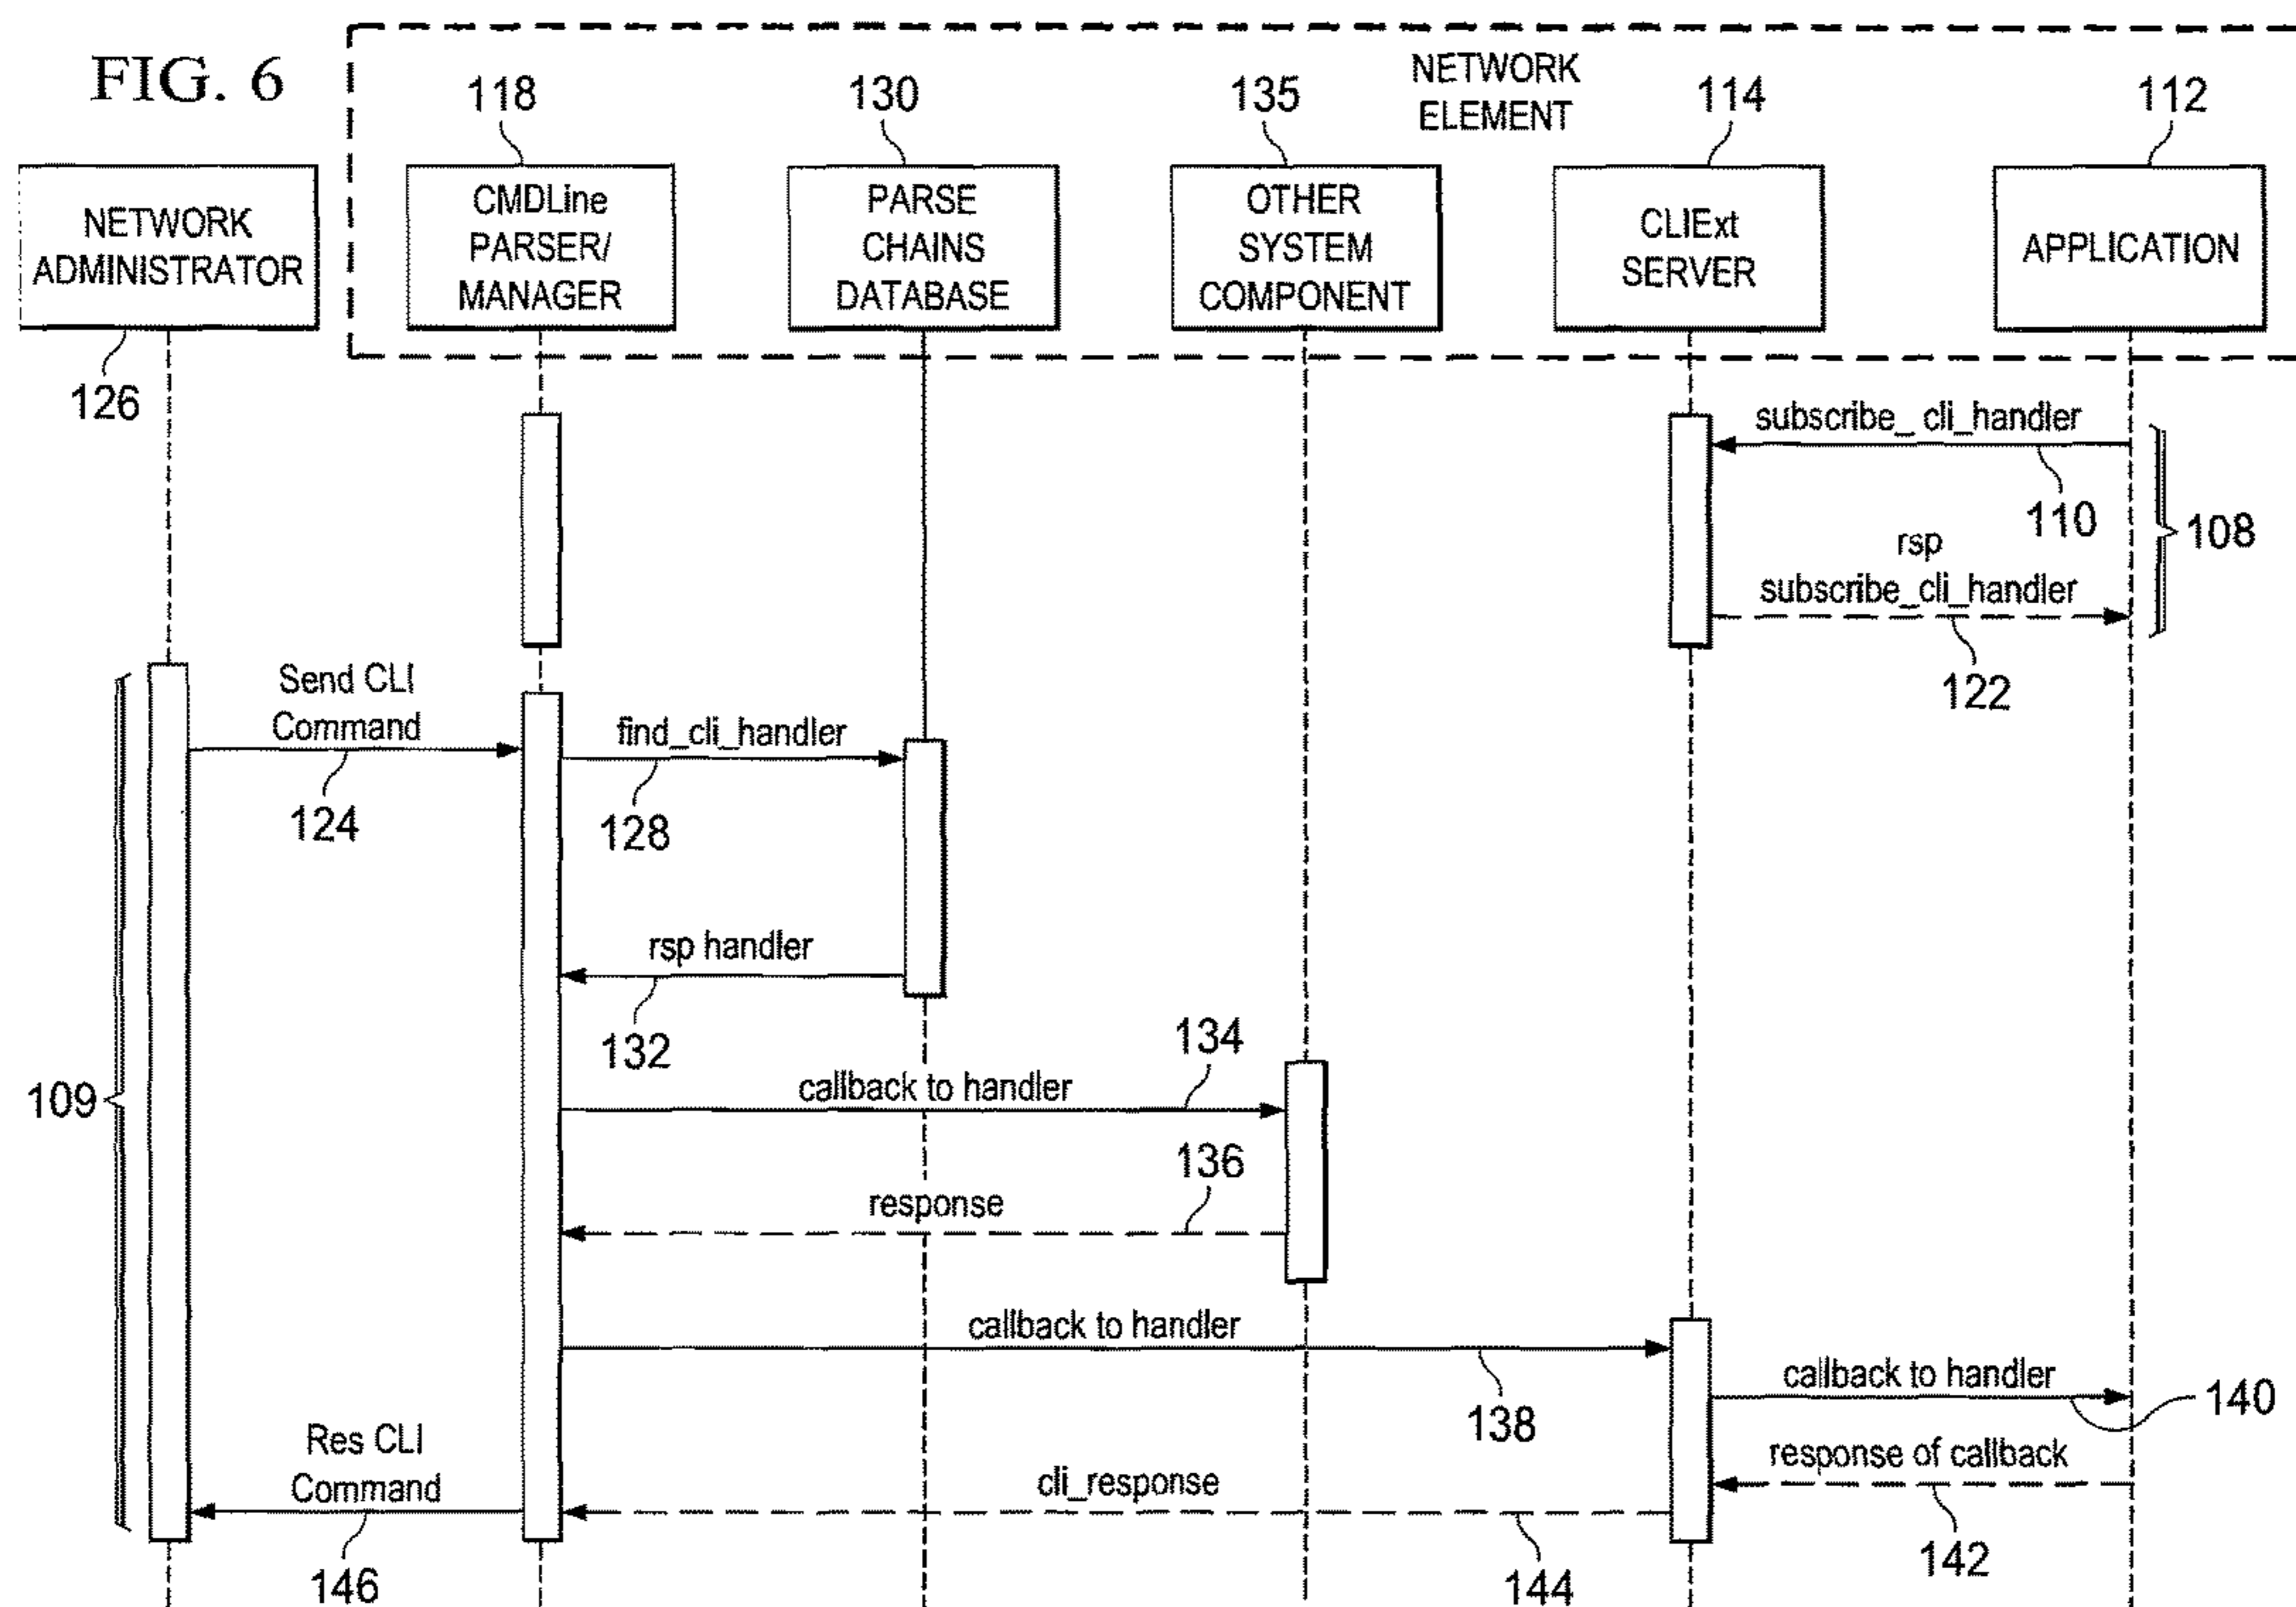 FIG. 6
NETWORK
ELEMENT
118
130
135
114
112
NETWORK
ADMINISTRATOR
CMDLine
PARSER/
MANAGER
PARSE
CHAINS
DATABASE
OTHER
SYSTEM
COMPONENT
CLIExt
SERVER
APPLICATION
126
subscribe_ cli_handler
110
108
rsp
subscribe_cli_handler
122
Send CLI
Command
124
find_cli_handler
128
rsp handler
132
109
callback to handler
134
response
136
callback to handler
138
callback to handler
140
response of callback
142
cli_response
144
Res CLI
Command
146